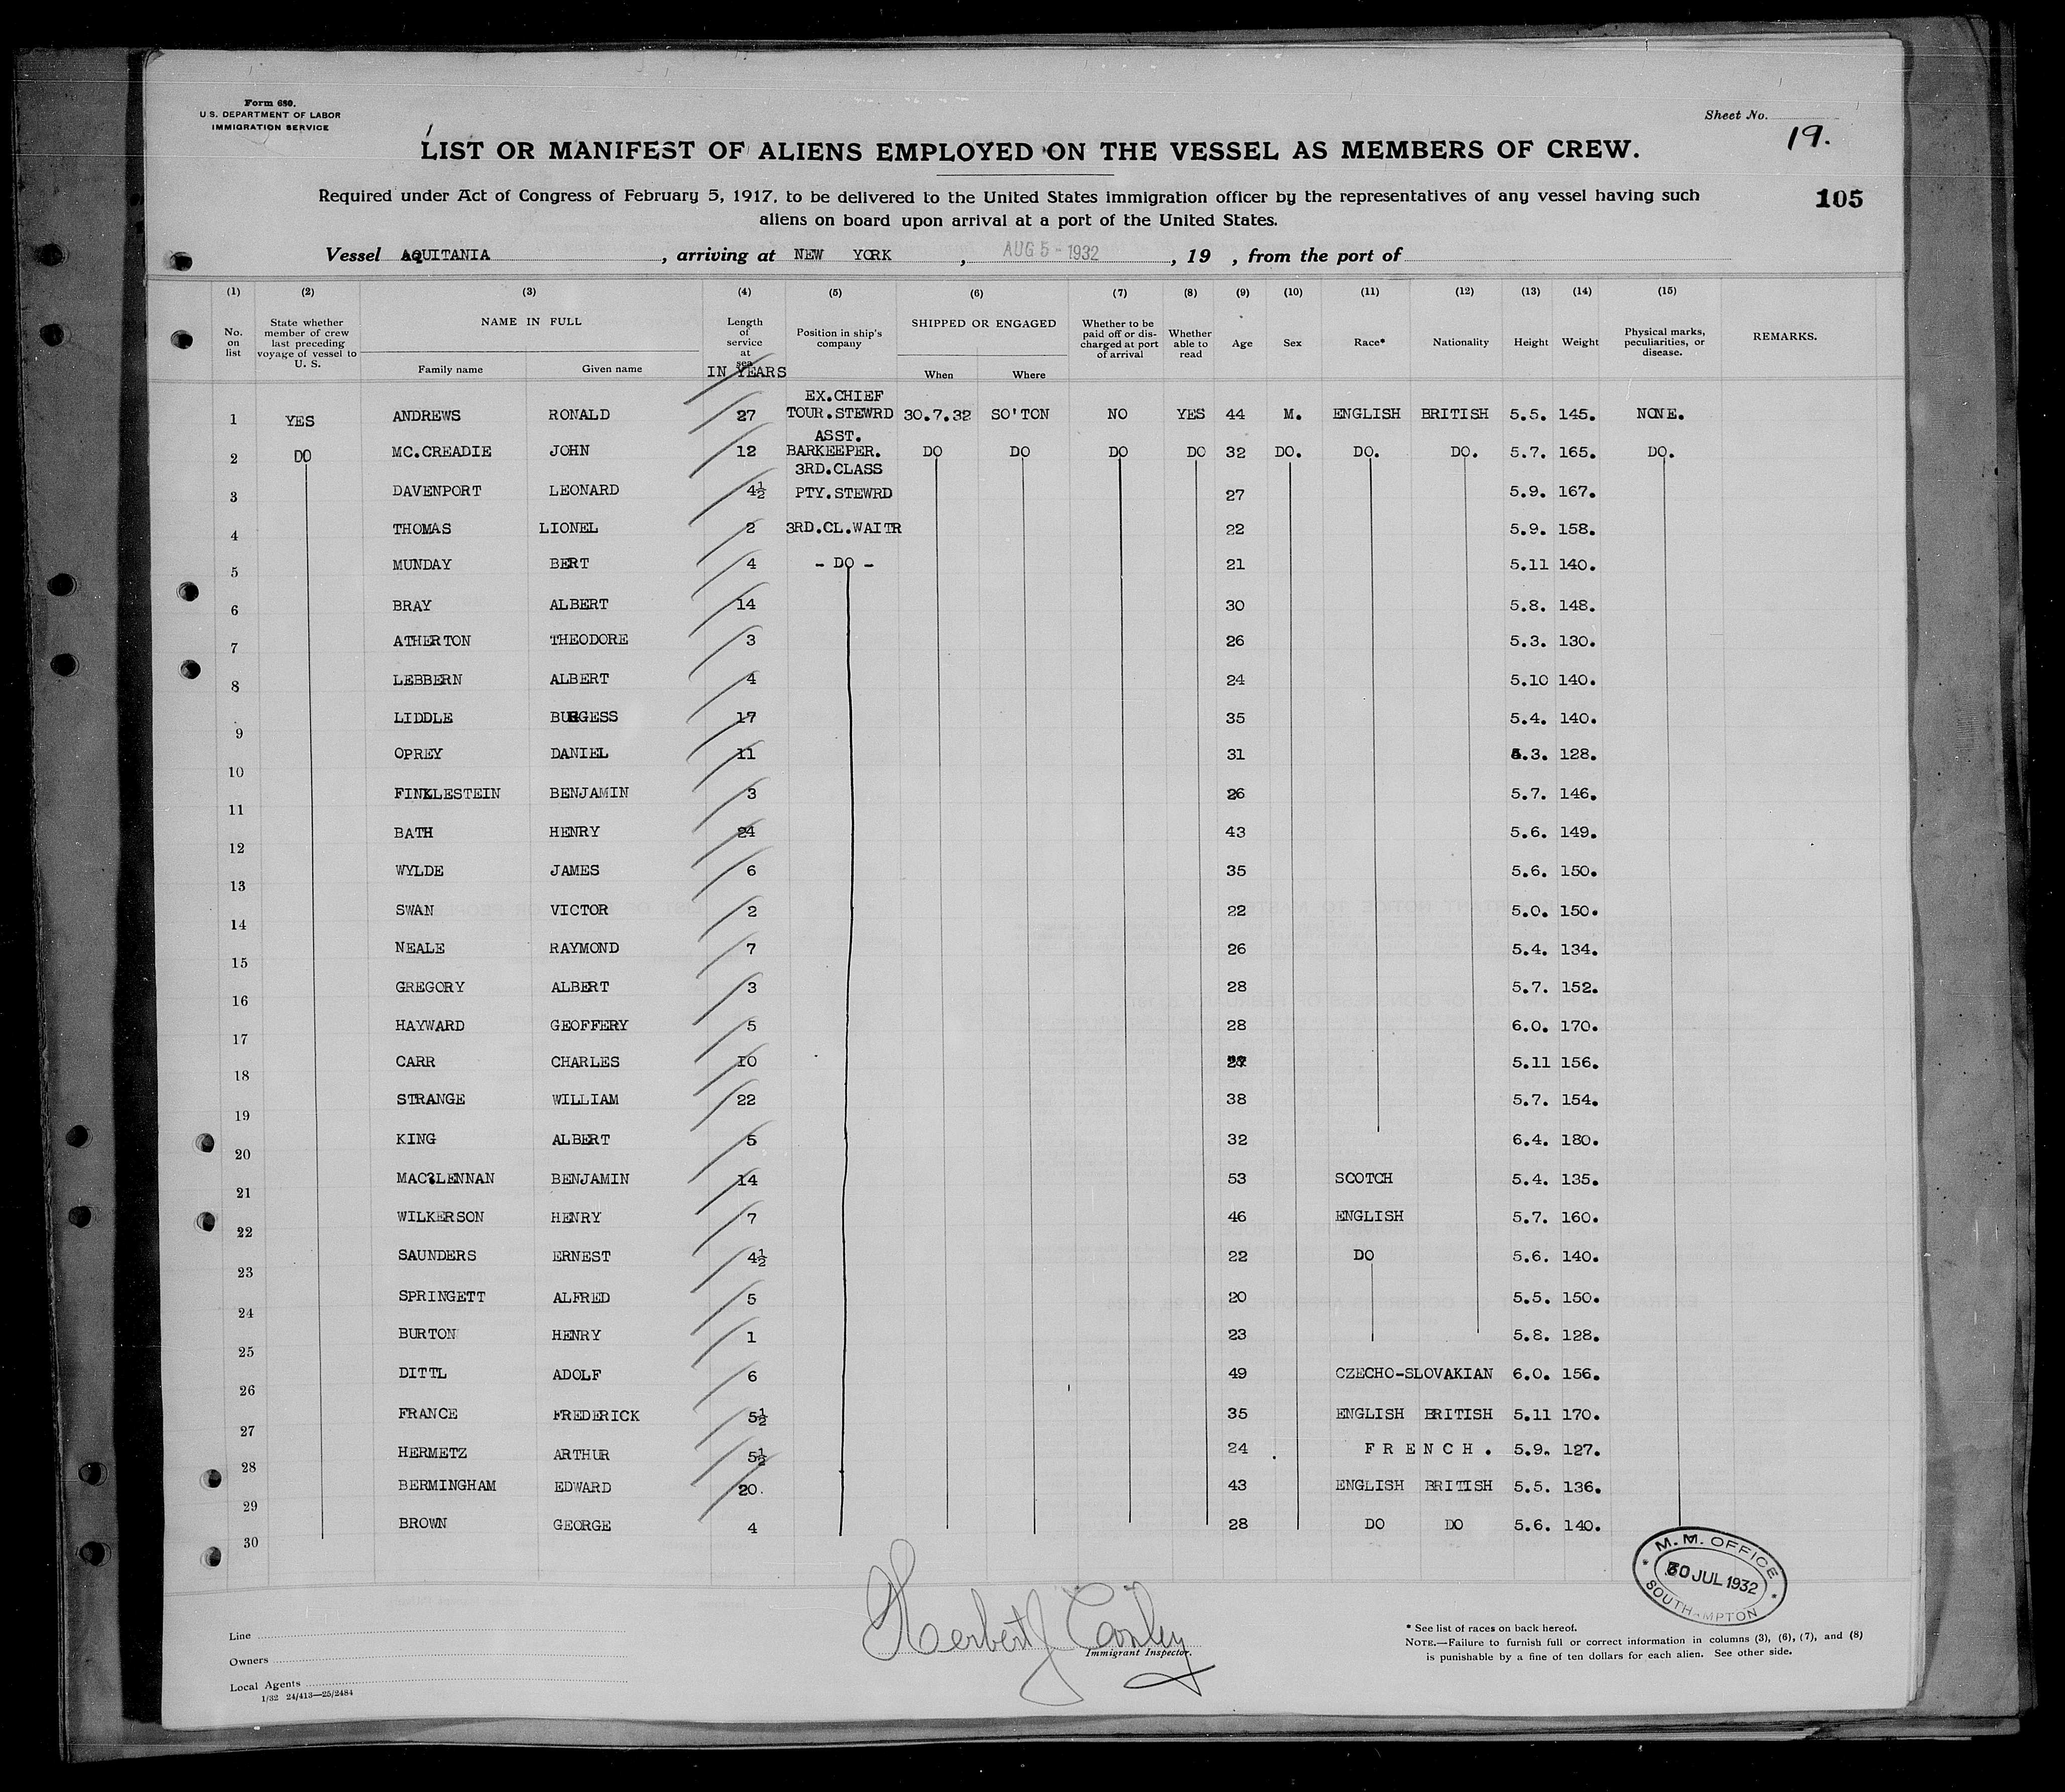 Form 680.
U.S. DEPARTMENT OF LABOR
IMMIGRATION SERVICE
Sheet No.
19.
LIST OR MANIFEST OF ALIENS EMPLOYED ON THE VESSEL AS MEMBERS OF CREW.
Required under Act of Congress of February 5, 1917, to be delivered to the United States immigration officer by the representatives of any vessel having such
aliens on board upon arrival at a port of the United States.
105
Vessel AQUITANIA, arriving at NEW YORK, AUG 5 - 1932, 19 , from the port of
(1) (2) (3) (4) (5) (6) (7) (8) (9) (10) (11) (12) (13) (14) (15)
No. on list
State whether member of crew last preceding voyage of vessel to U. S.
NAME IN FULL
Family name Given name
Length of service at sea
IN YEARS
Position in ship's company
SHIPPED OR ENGAGED
When Where
Whether to be paid off or discharged at port of arrival
Whether able to read
Age Sex Race* Nationality Height Weight
Physical marks, peculiarities, or disease.
REMARKS.
1 YES ANDREWS RONALD 27 EX.CHIEF TOUR.STEWRD 30.7.32 SO'TON NO YES 44 M. ENGLISH BRITISH 5.5. 145. NONE.
2 DO MC.CREADIE JOHN 12 ASST. BARKEEPER. DO DO DO DO 32 DO. DO. DO. 5.7. 165. DO.
3 DAVENPORT LEONARD 4½ 3RD.CLASS PTY.STEWRD 27 5.9. 167.
4 THOMAS LIONEL 2 3RD.CL.WAITR 22 5.9. 158.
5 MUNDAY BERT 4 - DO - 21 5.11 140.
6 BRAY ALBERT 14 30 5.8. 148.
7 ATHERTON THEODORE 3 26 5.3. 130.
8 LEBBERN ALBERT 4 24 5.10 140.
9 LIDDLE BURGESS 17 35 5.4. 140.
10 OPREY DANIEL 11 31 5.3. 128.
11 FINKLESTEIN BENJAMIN 3 26 5.7. 146.
12 BATH HENRY 24 43 5.6. 149.
13 WYLDE JAMES 6 35 5.6. 150.
14 SWAN VICTOR 2 22 5.0. 150.
15 NEALE RAYMOND 7 26 5.4. 134.
16 GREGORY ALBERT 3 28 5.7. 152.
17 HAYWARD GEOFFERY 5 28 6.0. 170.
18 CARR CHARLES 10 5.11 156.
19 STRANGE WILLIAM 22 38 5.7. 154.
20 KING ALBERT 5 32 6.4. 180.
21 BENJAMIN 14 53 SCOTCH 5.4. 135.
22 WILKERSON HENRY 7 46 ENGLISH 5.7. 160.
23 SAUNDERS ERNEST 4½ 22 DO 5.6. 140.
24 SPRINGETT ALFRED 5 20 5.5. 150.
25 BURTON HENRY 1 23 5.8. 128.
26 DITTL ADOLF 6 49 CZECHO-SLOVAKIAN 6.0. 156.
27 FRANCE FREDERICK 5½ 35 ENGLISH BRITISH 5.11 170.
28 HERMETZ ARTHUR 5½ 24 FRENCH. 5.9. 127.
29 BERMINGHAM EDWARD 20. 43 ENGLISH BRITISH 5.5. 136.
30 BROWN GEORGE 4 28 DO DO 5.6. 140.
M.M. OFFICE
30 JUL 1932
SOUTHAMPTON
Line
Owners
Local Agents
1/32 24/413—25/2484
Herbert J Conley
Immigrant Inspector.
* See list of races on back hereof.
NOTE.—Failure to furnish full or correct information in columns (3), (6), (7), and (8)
is punishable by a fine of ten dollars for each alien. See other side.